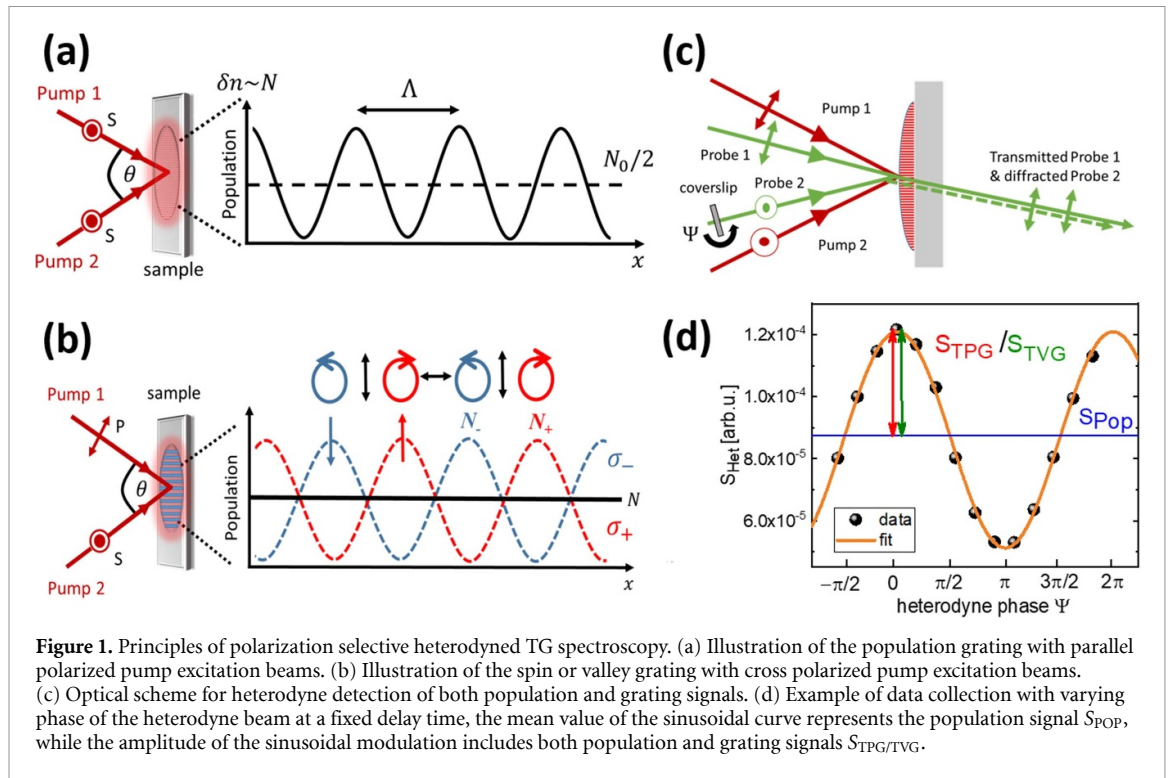 (a)
Pump 1
S
θ
S
Pump 2
sample
δn~N
Population
Λ
N₀/2
x
(b)
Pump 1
P
sample
θ
S
Pump 2
Population
N₋
N₊
σ₋
N
σ₊
x
(c)
Pump 1
Probe 1
coverslip
Probe 2
Ψ
Pump 2
Transmitted Probe 1
& diffracted Probe 2
(d)
S_Het [arb.u.]
1.2x10⁻⁴
1.0x10⁻⁴
8.0x10⁻⁵
6.0x10⁻⁵
S_TPG /S_TVG
S_Pop
data
fit
−π/2 0 π/2 π 3π/2 2π
heterodyne phase Ψ
Figure 1. Principles of polarization selective heterodyned TG spectroscopy. (a) Illustration of the population grating with parallel
polarized pump excitation beams. (b) Illustration of the spin or valley grating with cross polarized pump excitation beams.
(c) Optical scheme for heterodyne detection of both population and grating signals. (d) Example of data collection with varying
phase of the heterodyne beam at a fixed delay time, the mean value of the sinusoidal curve represents the population signal S_POP,
while the amplitude of the sinusoidal modulation includes both population and grating signals S_TPG/TVG.